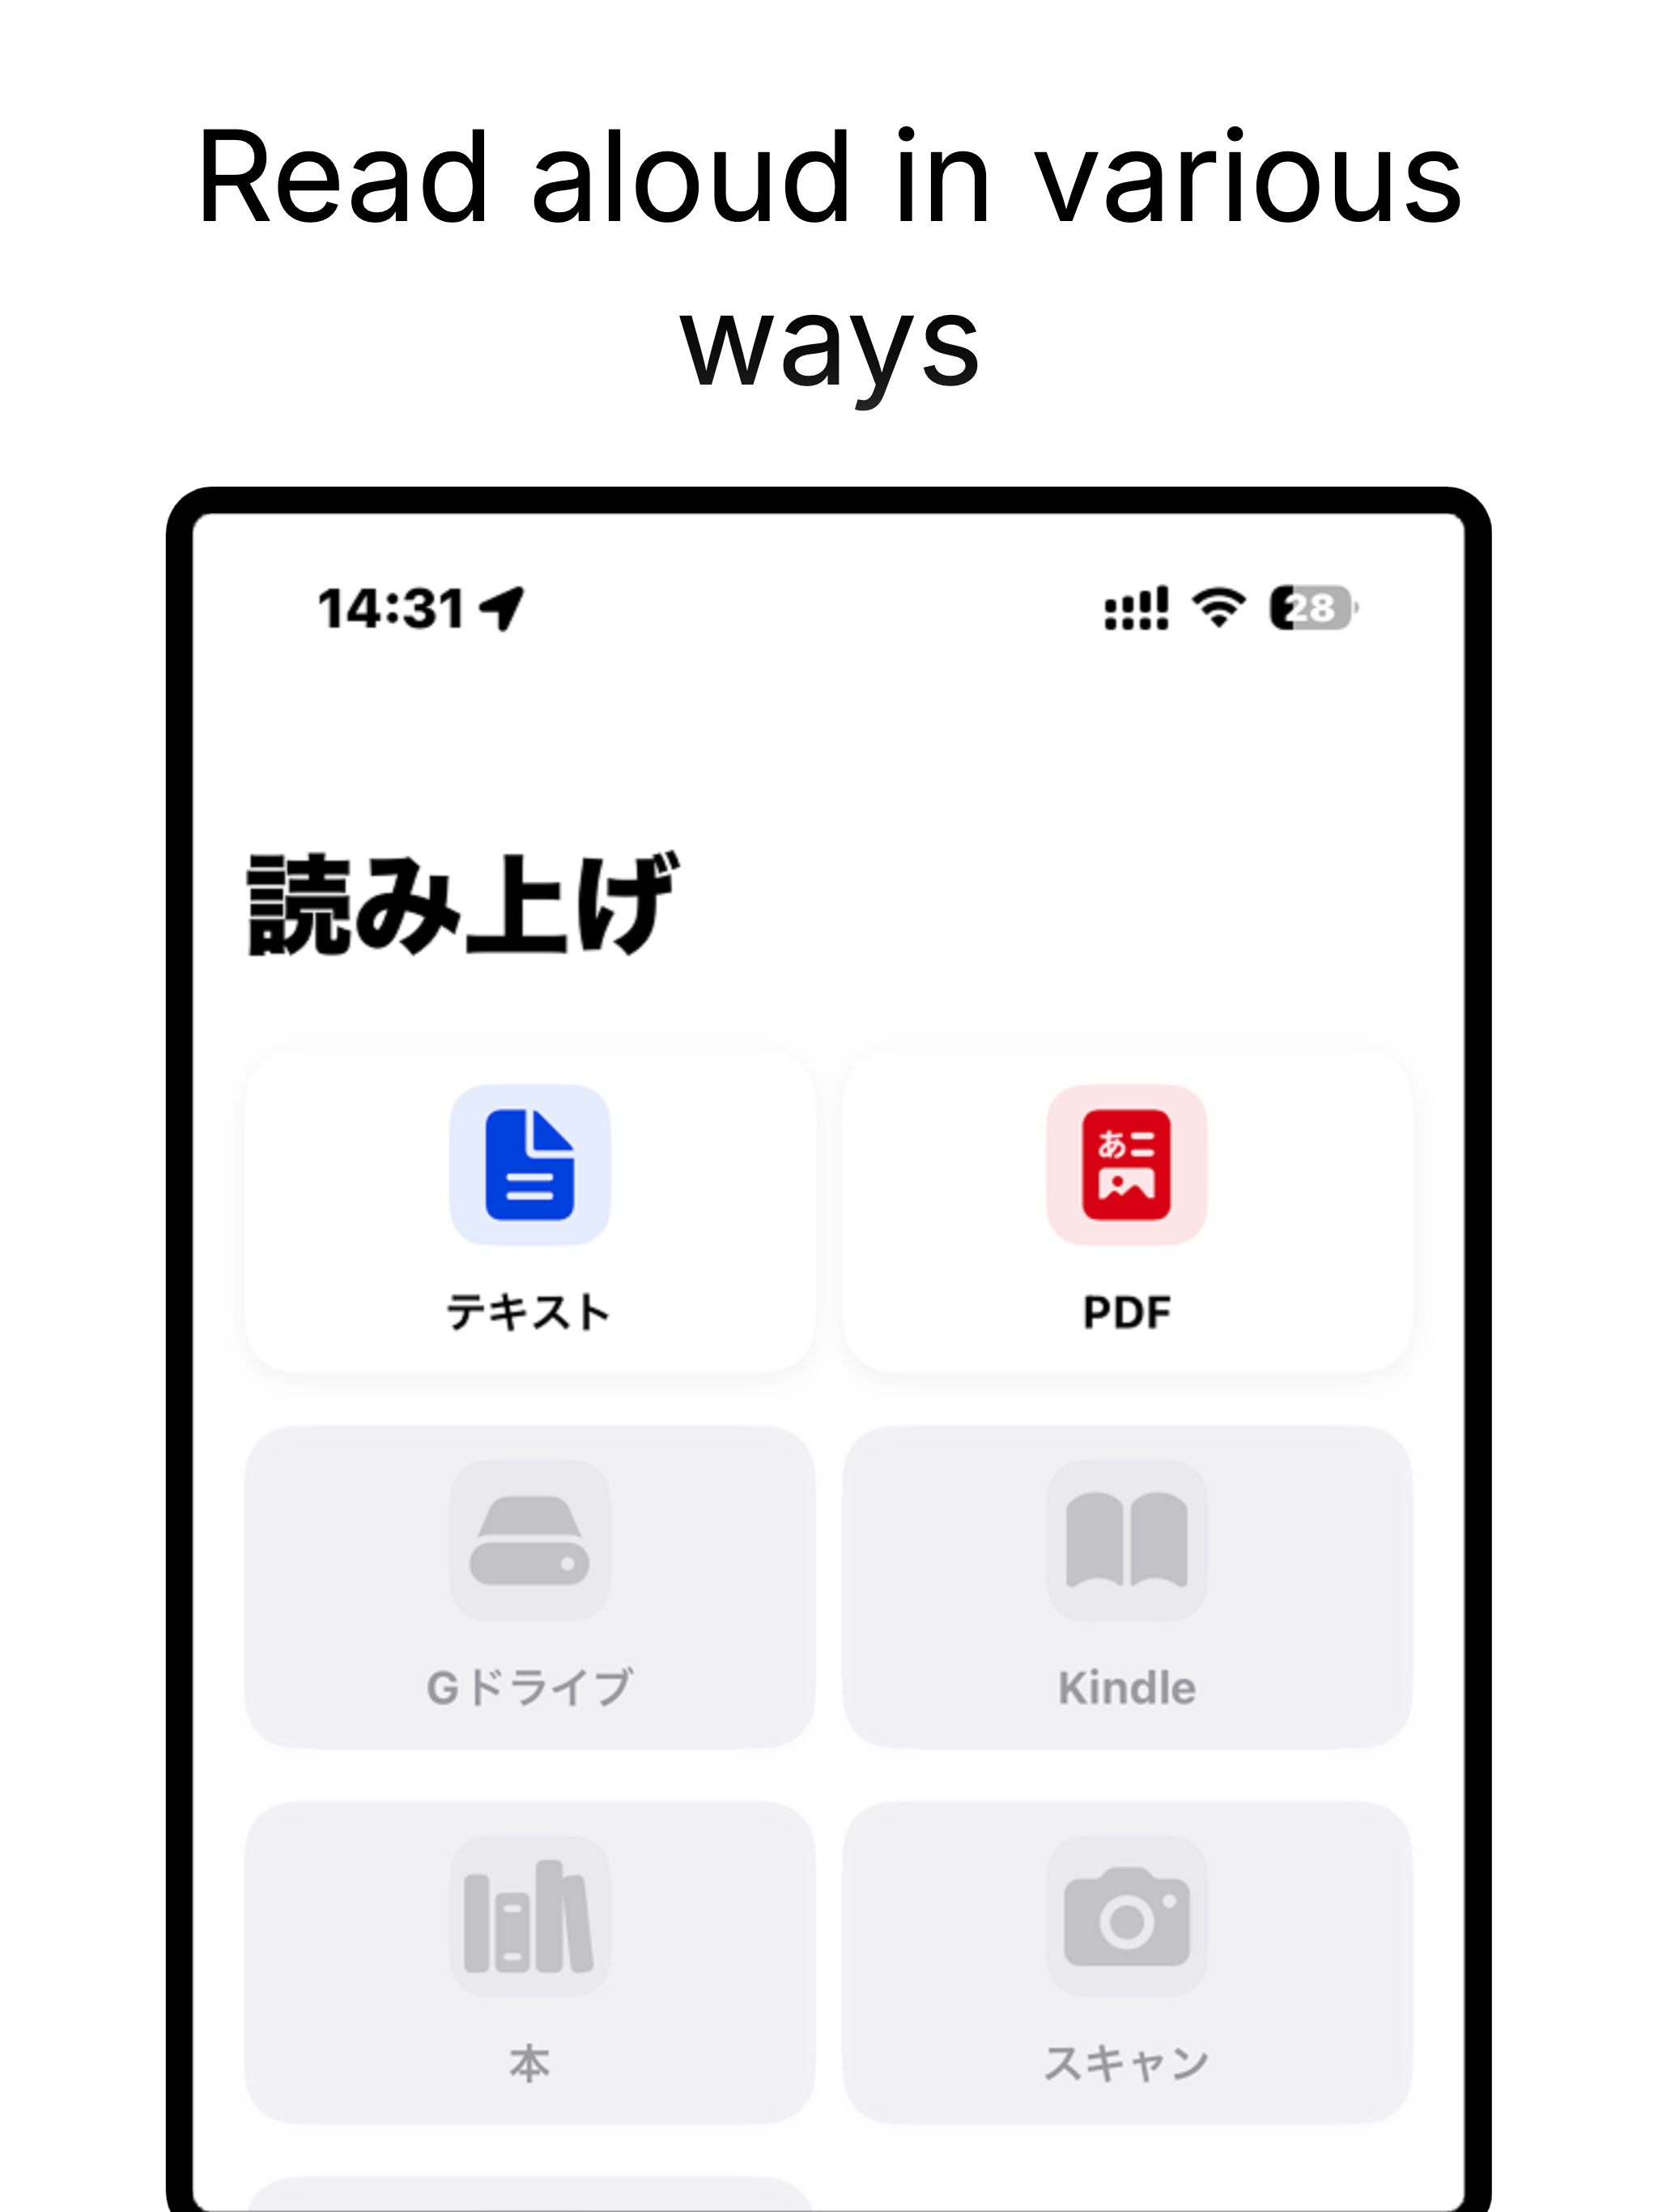 Read aloud in various
ways
14:31
28
読み上げ
あ
テキスト
PDF
Gドライブ
Kindle
本
スキャン